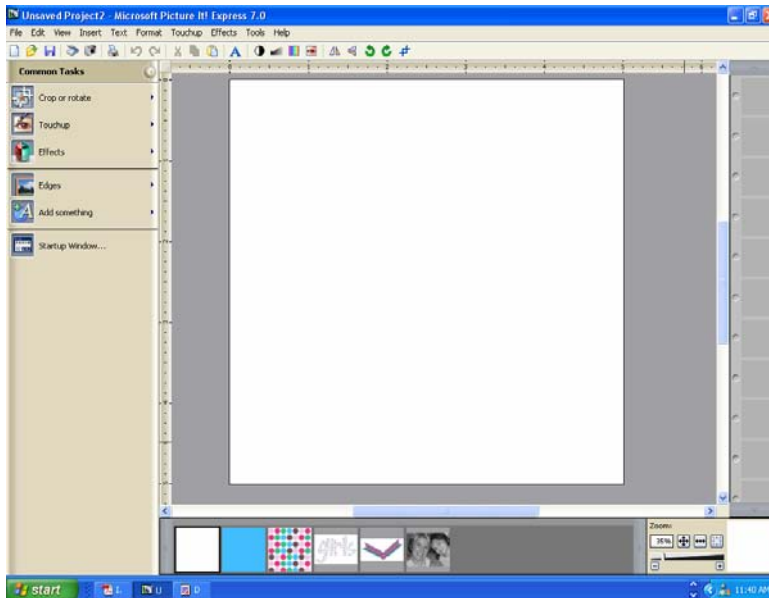 Unsaved Project2 - Microsoft Picture It! Express 7.0
File Edit View Insert Text Format Touchup Effects Tools Help
Common Tasks
Crop or rotate
Touchup
Effects
Edges
Add something
Startup Window...
girls
Zoom:
35%
start
11:40 AM